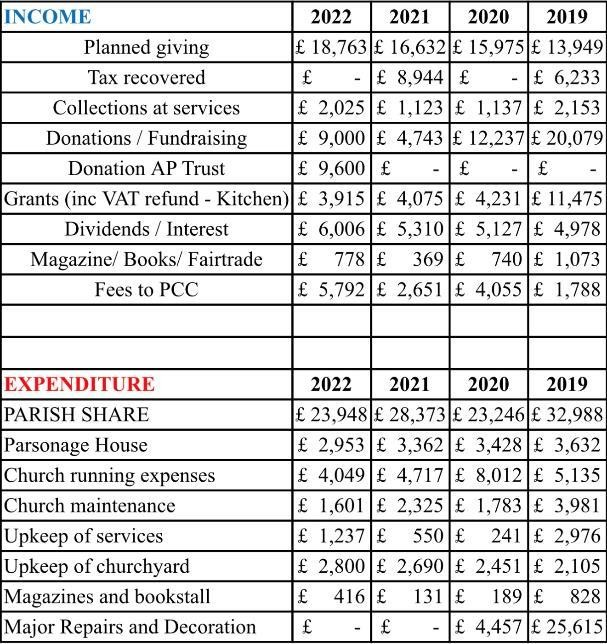 INCOME 2022 2021 2020 2019
Planned giving £ 18,763 £ 16,632 £ 15,975 £ 13,949
Tax recovered £ - £ 8,944 £ - £ 6,233
Collections at services £ 2,025 £ 1,123 £ 1,137 £ 2,153
Donations / Fundraising £ 9,000 £ 4,743 £ 12,237 £ 20,079
Donation AP Trust £ 9,600 £ - £ - £ -
Grants (inc VAT refund - Kitchen) £ 3,915 £ 4,075 £ 4,231 £ 11,475
Dividends / Interest £ 6,006 £ 5,310 £ 5,127 £ 4,978
Magazine/ Books/ Fairtrade £ 778 £ 369 £ 740 £ 1,073
Fees to PCC £ 5,792 £ 2,651 £ 4,055 £ 1,788
EXPENDITURE 2022 2021 2020 2019
PARISH SHARE £ 23,948 £ 28,373 £ 23,246 £ 32,988
Parsonage House £ 2,953 £ 3,362 £ 3,428 £ 3,632
Church running expenses £ 4,049 £ 4,717 £ 8,012 £ 5,135
Church maintenance £ 1,601 £ 2,325 £ 1,783 £ 3,981
Upkeep of services £ 1,237 £ 550 £ 241 £ 2,976
Upkeep of churchyard £ 2,800 £ 2,690 £ 2,451 £ 2,105
Magazines and bookstall £ 416 £ 131 £ 189 £ 828
Major Repairs and Decoration £ - £ - £ 4,457 £ 25,615